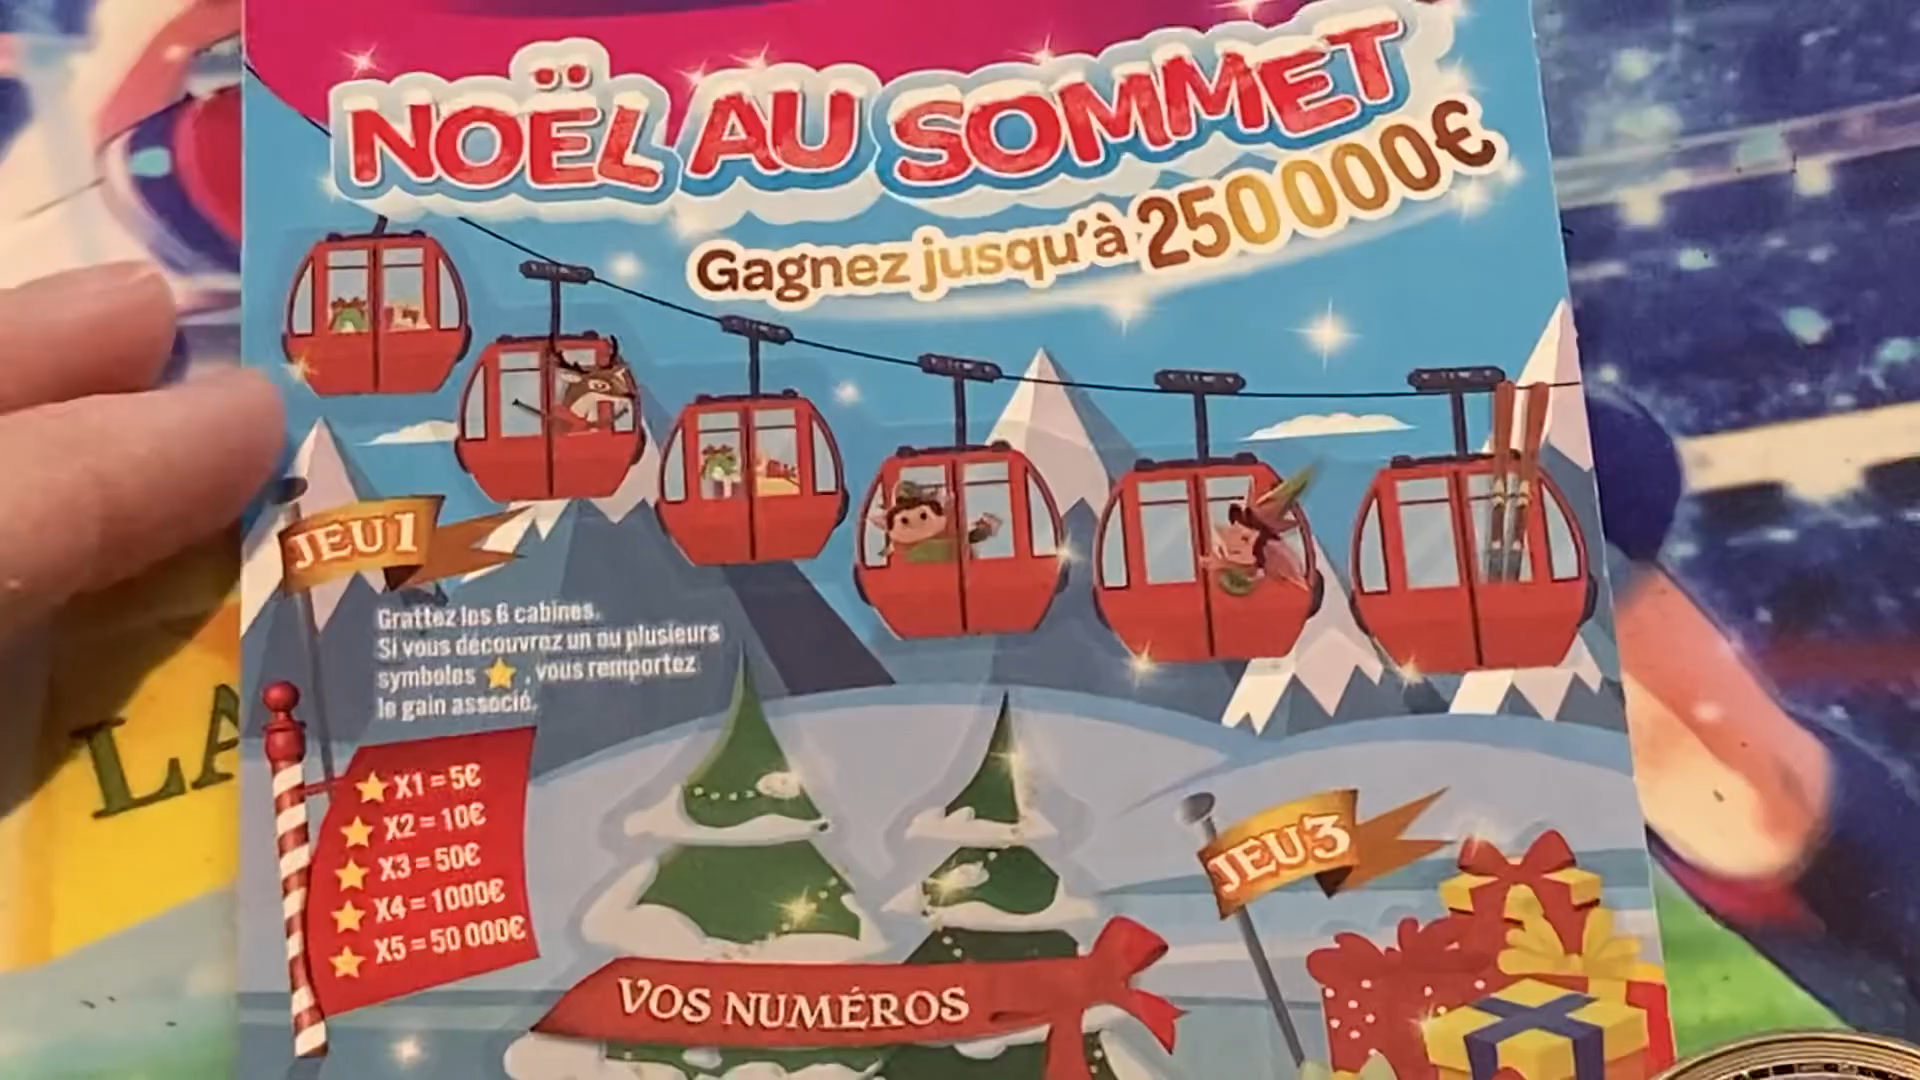 NOËL AU SOMMET
Gagnez jusqu'à 250 000€
JEU 1
Grattez les 6 cabines.
Si vous découvrez un ou plusieurs
symboles , vous remportez
le gain associé.
X1 = 5€
X2 = 10€
X3 = 50€
X4 = 1000€
X5 = 50 000€
JEU 3
VOS NUMÉROS
LA